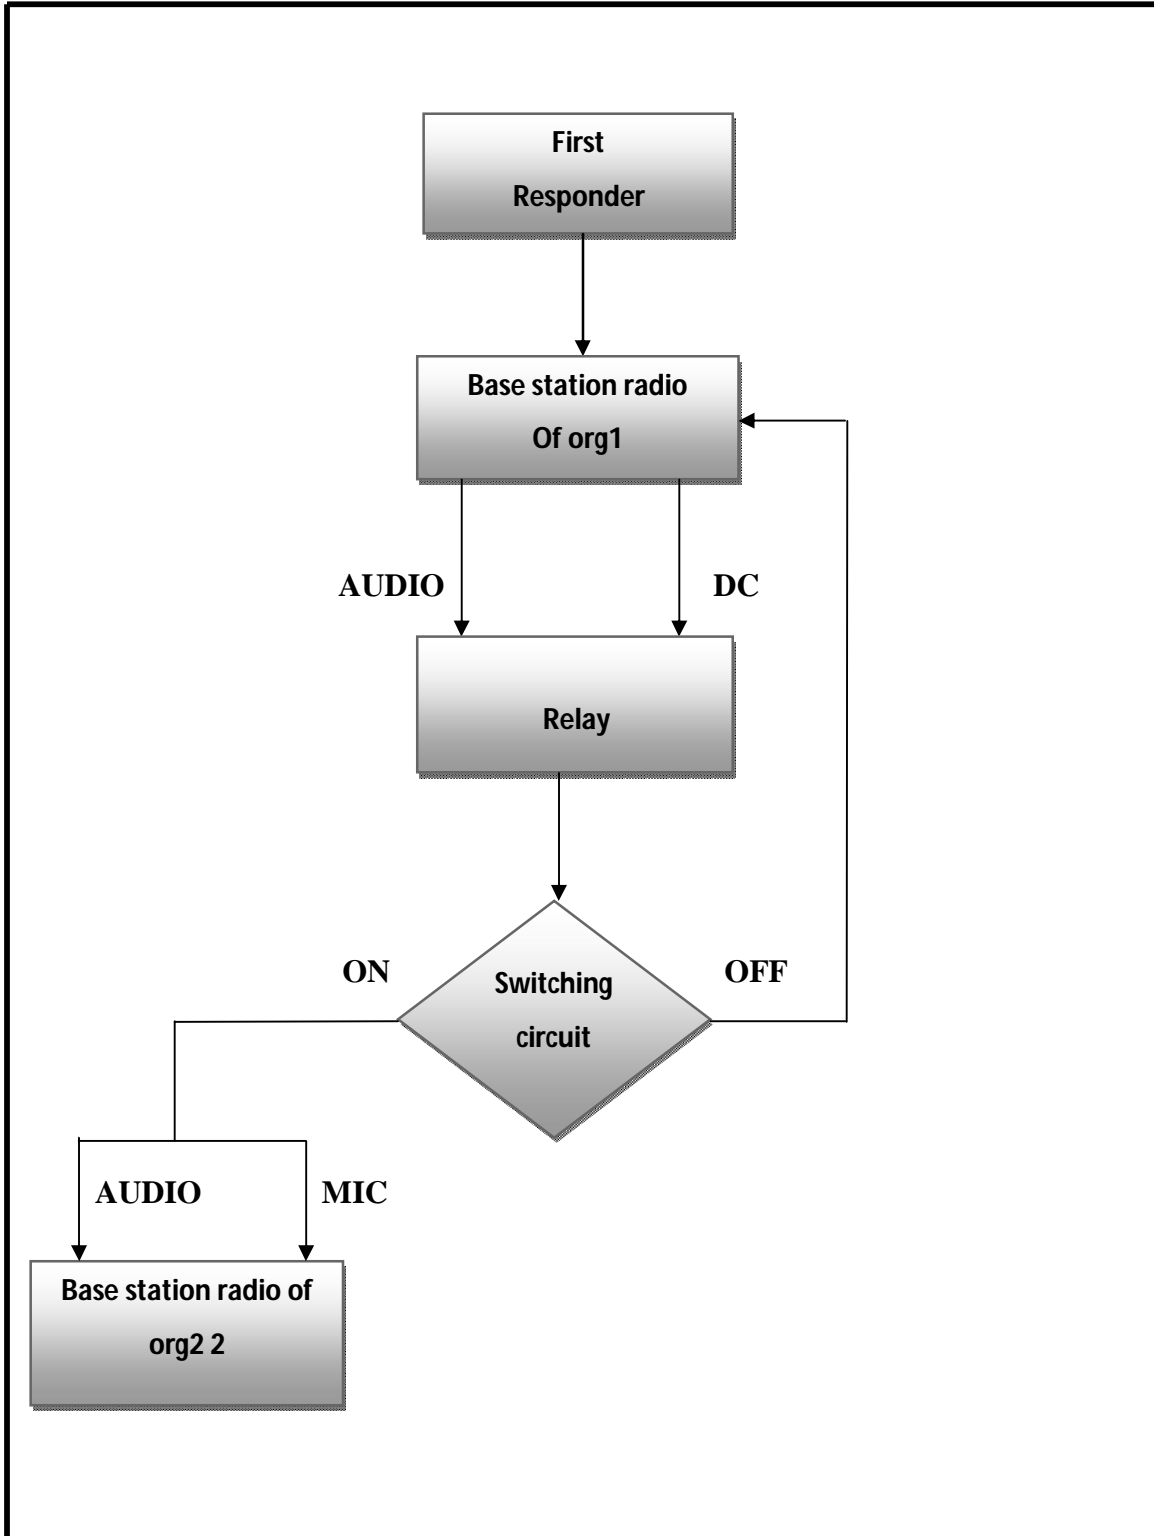 First
Responder
Base station radio
Of org1
AUDIO
DC
Relay
ON
OFF
Switching
circuit
AUDIO
MIC
Base station radio of
org2 2